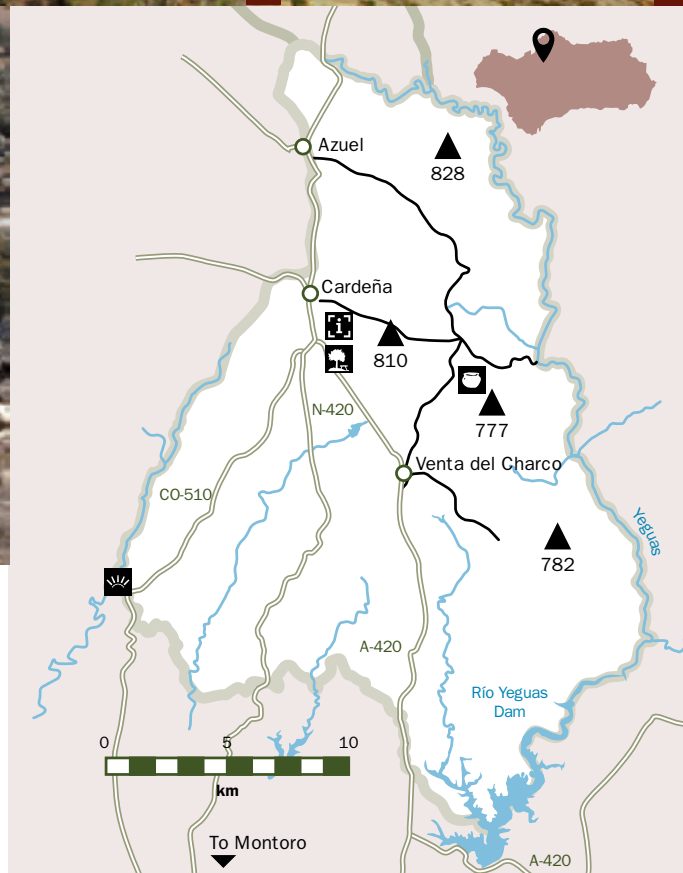 Azuel
828
Cardeña
i
810
N-420
777
Venta del Charco
CO-510
Yeguas
782
A-420
Río Yeguas
Dam
0 5 10
km
To Montoro
A-420